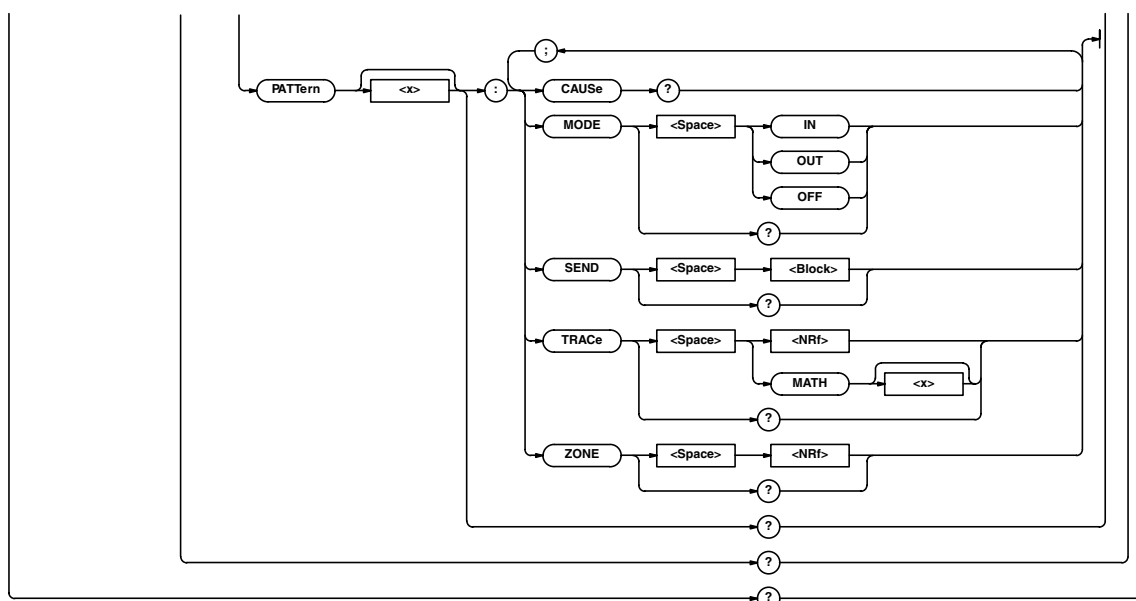 ;
PATTern <x> : CAUSe ?
MODE <Space> IN
OUT
OFF
?
SEND <Space> <Block>
?
TRACe <Space> <NRf>
MATH <x>
?
ZONE <Space> <NRf>
?
?
?
?